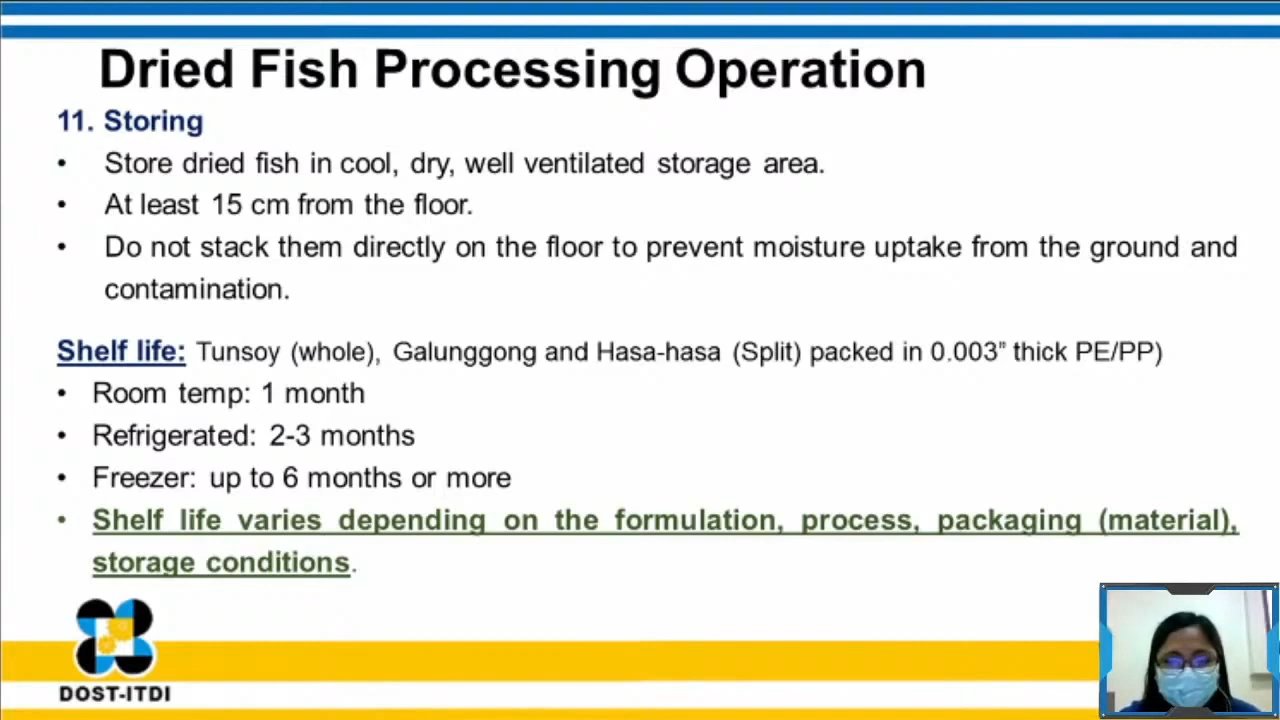 Dried Fish Processing Operation
11. Storing
• Store dried fish in cool, dry, well ventilated storage area.
• At least 15 cm from the floor.
• Do not stack them directly on the floor to prevent moisture uptake from the ground and
contamination.
Shelf life: Tunsoy (whole), Galunggong and Hasa-hasa (Split) packed in 0.003” thick PE/PP)
• Room temp: 1 month
• Refrigerated: 2-3 months
• Freezer: up to 6 months or more
• Shelf life varies depending on the formulation, process, packaging (material),
storage conditions.
DOST-ITDI